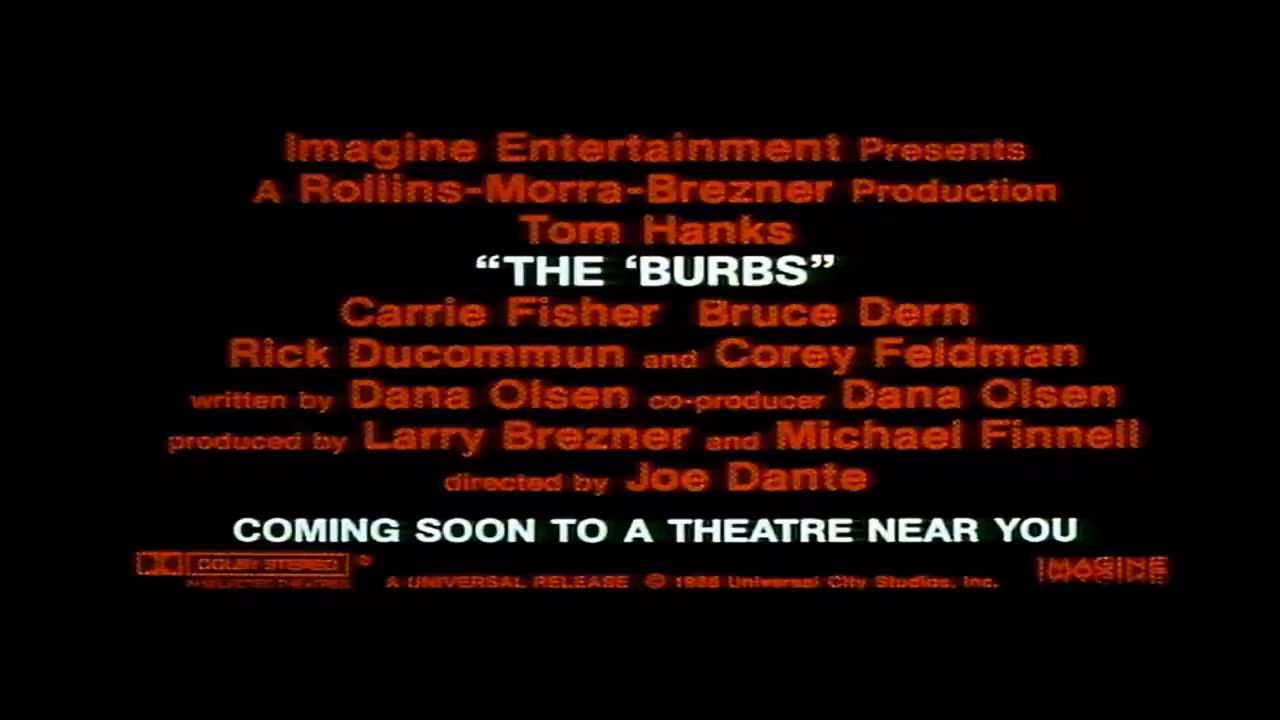 Imagine Entertainment Presents
A Rollins-Morra-Brezner Production
Tom Hanks
“THE ‘BURBS”
Carrie Fisher Bruce Dern
Rick Ducommun and Corey Feldman
written by Dana Olsen co-producer Dana Olsen
produced by Larry Brezner and Michael Finnell
directed by Joe Dante
COMING SOON TO A THEATRE NEAR YOU
DOLBY STEREO
A UNIVERSAL RELEASE © 1988 Universal City Studios, Inc.
IMAGINE